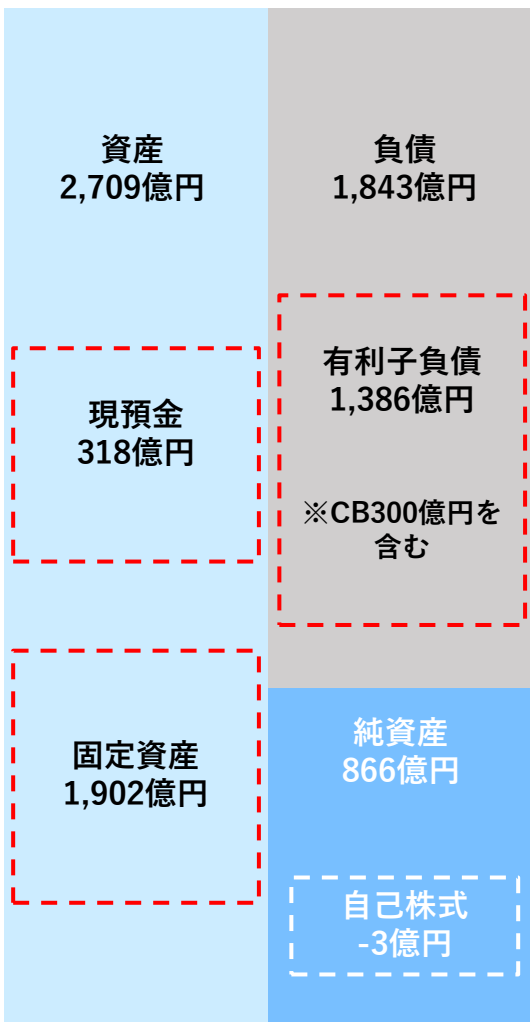 資産
2,709億円
現預金
318億円
固定資産
1,902億円
負債
1,843億円
有利子負債
1,386億円
※CB300億円を
含む
純資産
866億円
自己株式
-3億円